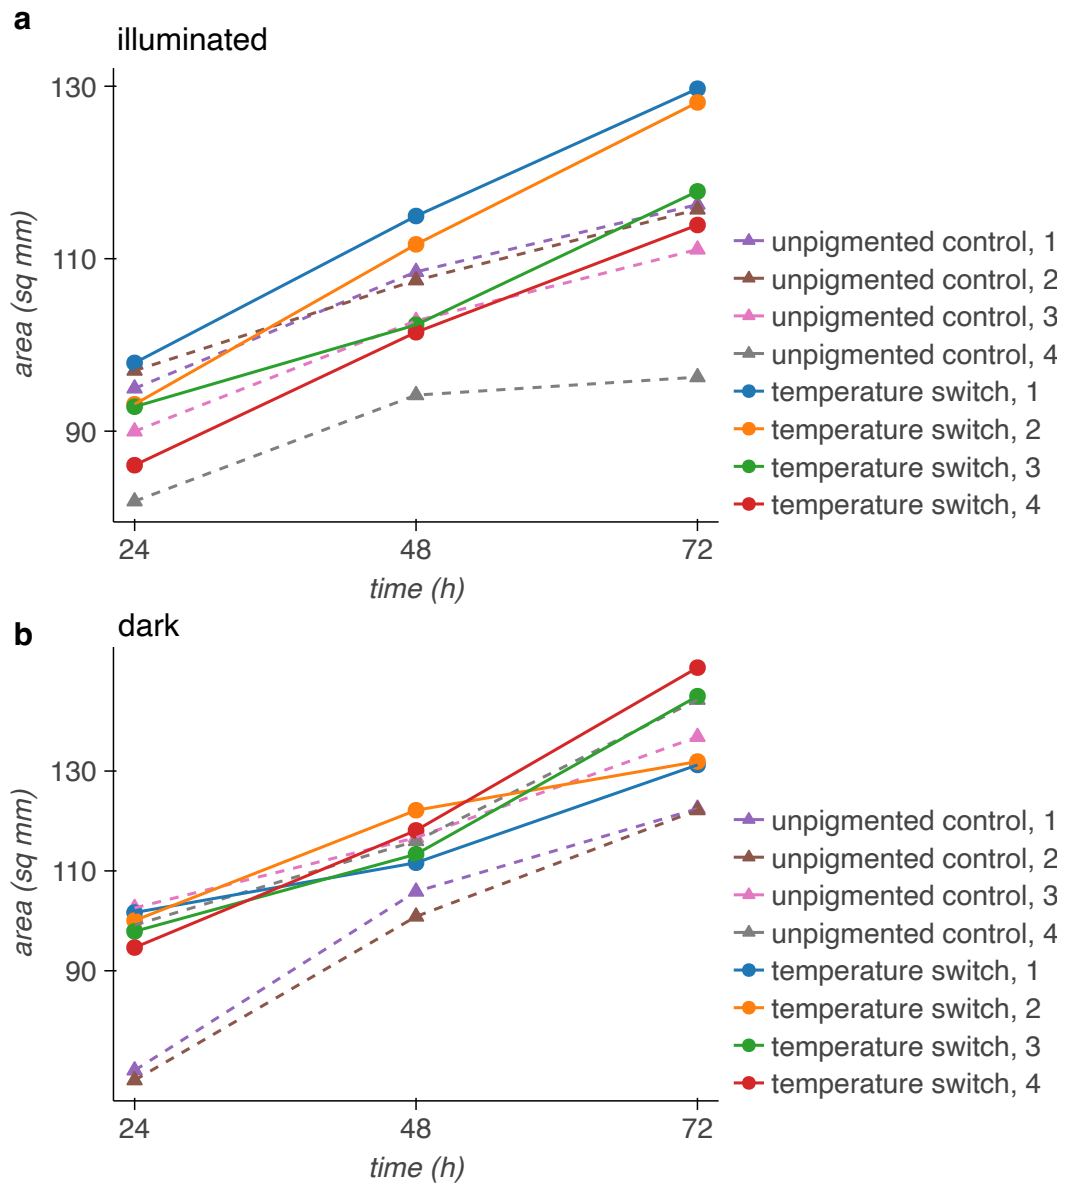 a
illuminated
130
110
90
area (sq mm)
24
48
72
time (h)
unpigmented control, 1
unpigmented control, 2
unpigmented control, 3
unpigmented control, 4
temperature switch, 1
temperature switch, 2
temperature switch, 3
temperature switch, 4
b
dark
130
110
90
area (sq mm)
24
48
72
time (h)
unpigmented control, 1
unpigmented control, 2
unpigmented control, 3
unpigmented control, 4
temperature switch, 1
temperature switch, 2
temperature switch, 3
temperature switch, 4